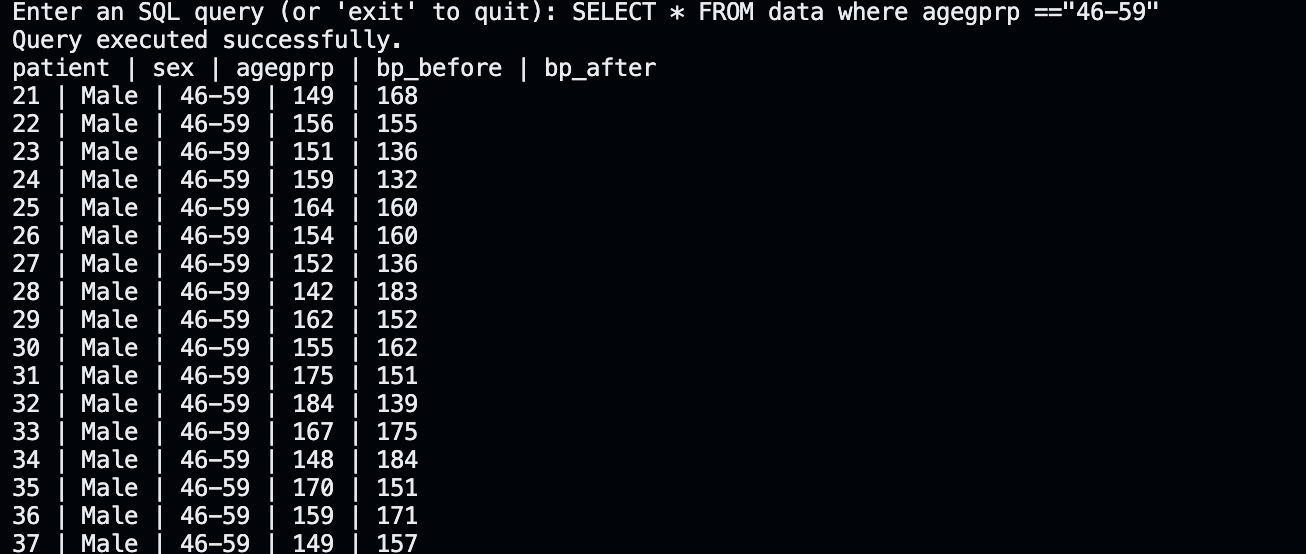 Enter an SQL query (or 'exit' to quit): SELECT * FROM data where agegprp =="46-59"
Query executed successfully.
patient | sex | agegprp | bp_before | bp_after
21 | Male | 46-59 | 149 | 168
22 | Male | 46-59 | 156 | 155
23 | Male | 46-59 | 151 | 136
24 | Male | 46-59 | 159 | 132
25 | Male | 46-59 | 164 | 160
26 | Male | 46-59 | 154 | 160
27 | Male | 46-59 | 152 | 136
28 | Male | 46-59 | 142 | 183
29 | Male | 46-59 | 162 | 152
30 | Male | 46-59 | 155 | 162
31 | Male | 46-59 | 175 | 151
32 | Male | 46-59 | 184 | 139
33 | Male | 46-59 | 167 | 175
34 | Male | 46-59 | 148 | 184
35 | Male | 46-59 | 170 | 151
36 | Male | 46-59 | 159 | 171
37 | Male | 46-59 | 149 | 157